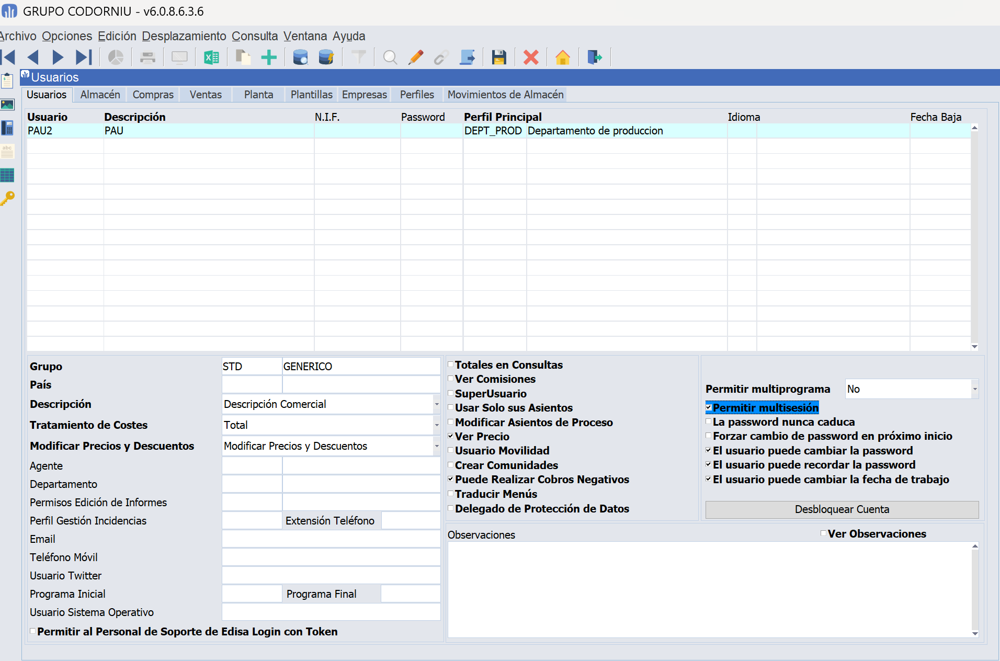 GRUPO CODORNIU - v6.0.8.6.3.6
Archivo Opciones Edición Desplazamiento Consulta Ventana Ayuda
Usuarios
Usuarios Almacén Compras Ventas Planta Plantillas Empresas Perfiles Movimientos de Almacén
Usuario Descripción N.I.F. Password Perfil Principal Idioma Fecha Baja
PAU2 PAU DEPT_PROD Departamento de produccion
abc
Grupo STD GENERICO
País
Descripción Descripción Comercial
Tratamiento de Costes Total
Modificar Precios y Descuentos Modificar Precios y Descuentos
Agente
Departamento
Permisos Edición de Informes
Perfil Gestión Incidencias Extensión Teléfono
Email
Teléfono Móvil
Usuario Twitter
Programa Inicial Programa Final
Usuario Sistema Operativo
Permitir al Personal de Soporte de Edisa Login con Token
Totales en Consultas
Ver Comisiones
SuperUsuario
Usar Solo sus Asientos
Modificar Asientos de Proceso
Ver Precio
Usuario Movilidad
Crear Comunidades
Puede Realizar Cobros Negativos
Traducir Menús
Delegado de Protección de Datos
Permitir multiprograma No
Permitir multisesión
La password nunca caduca
Forzar cambio de password en próximo inicio
El usuario puede cambiar la password
El usuario puede recordar la password
El usuario puede cambiar la fecha de trabajo
Desbloquear Cuenta
Observaciones Ver Observaciones